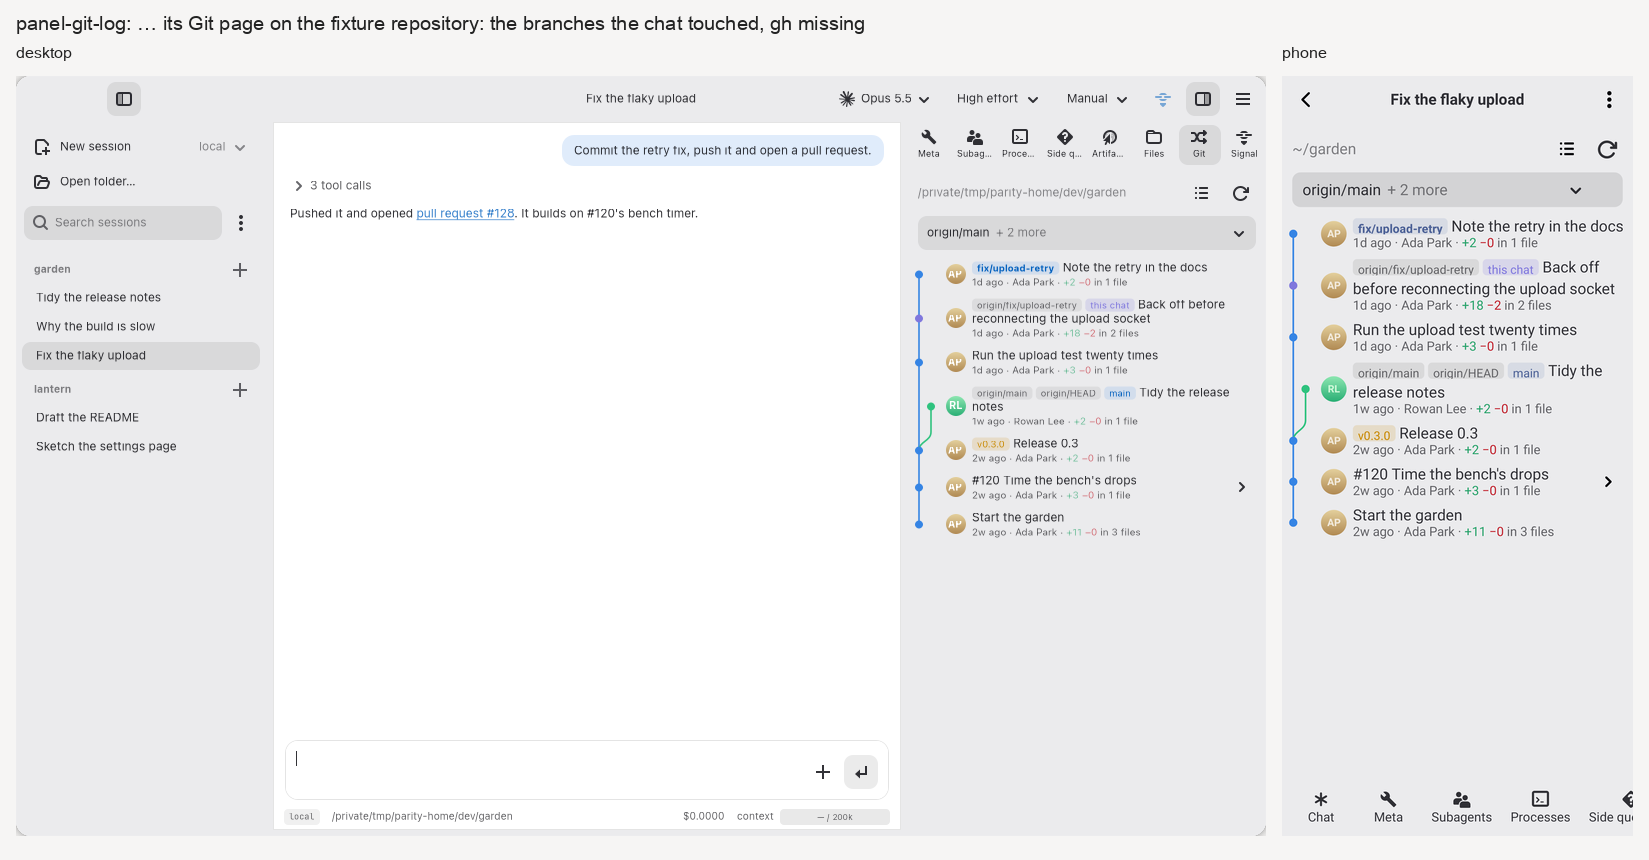 panel-git-log: … its Git page on the fixture repository: the branches the chat touched, gh missing
desktop
Fix the flaky upload
Opus 5.5
High effort
Manual
New session
local
Open folder...
Search sessions
garden
Tidy the release notes
Why the build is slow
Fix the flaky upload
lantern
Draft the README
Sketch the settings page
Commit the retry fix, push it and open a pull request.
3 tool calls
Pushed it and opened pull request #128. It builds on #120's bench timer.
local
/private/tmp/parity-home/dev/garden
$0.0000
context
— / 200k
Meta
Subag...
Proce...
Side q...
Artifa...
Files
Git
Signal
/private/tmp/parity-home/dev/garden
origin/main + 2 more
AP
fix/upload-retry Note the retry in the docs
1d ago · Ada Park · +2 −0 in 1 file
AP
origin/fix/upload-retry this chat Back off before
reconnecting the upload socket
1d ago · Ada Park · +18 −2 in 2 files
AP
Run the upload test twenty times
1d ago · Ada Park · +3 −0 in 1 file
RL
origin/main origin/HEAD main Tidy the release
notes
1w ago · Rowan Lee · +2 −0 in 1 file
AP
v0.3.0 Release 0.3
2w ago · Ada Park · +2 −0 in 1 file
AP
#120 Time the bench's drops
2w ago · Ada Park · +3 −0 in 1 file
AP
Start the garden
2w ago · Ada Park · +11 −0 in 3 files
phone
Fix the flaky upload
~/garden
origin/main + 2 more
AP
fix/upload-retry Note the retry in the docs
1d ago · Ada Park · +2 −0 in 1 file
AP
origin/fix/upload-retry this chat Back off
before reconnecting the upload socket
1d ago · Ada Park · +18 −2 in 2 files
AP
Run the upload test twenty times
1d ago · Ada Park · +3 −0 in 1 file
RL
origin/main origin/HEAD main Tidy the
release notes
1w ago · Rowan Lee · +2 −0 in 1 file
AP
v0.3.0 Release 0.3
2w ago · Ada Park · +2 −0 in 1 file
AP
#120 Time the bench's drops
2w ago · Ada Park · +3 −0 in 1 file
AP
Start the garden
2w ago · Ada Park · +11 −0 in 3 files
Chat
Meta
Subagents
Processes
Side que